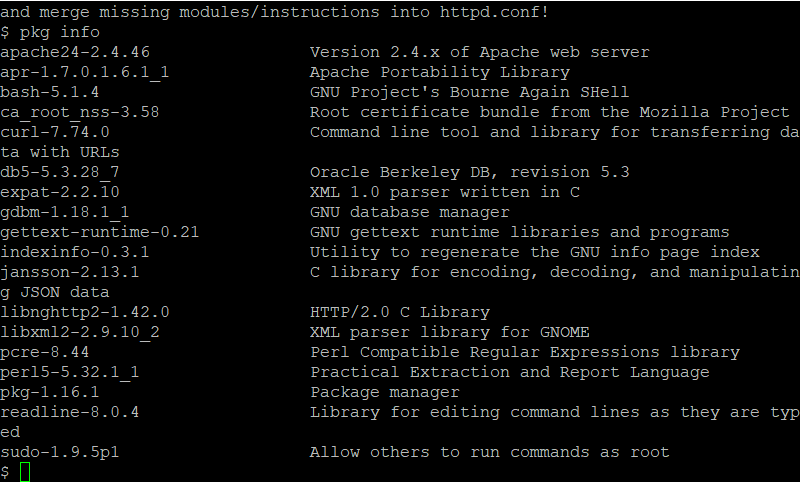 and merge missing modules/instructions into httpd.conf!
$ pkg info
apache24-2.4.46                Version 2.4.x of Apache web server
apr-1.7.0.1.6.1_1              Apache Portability Library
bash-5.1.4                     GNU Project's Bourne Again SHell
ca_root_nss-3.58               Root certificate bundle from the Mozilla Project
curl-7.74.0                    Command line tool and library for transferring da
ta with URLs
db5-5.3.28_7                   Oracle Berkeley DB, revision 5.3
expat-2.2.10                   XML 1.0 parser written in C
gdbm-1.18.1_1                  GNU database manager
gettext-runtime-0.21           GNU gettext runtime libraries and programs
indexinfo-0.3.1                Utility to regenerate the GNU info page index
jansson-2.13.1                 C library for encoding, decoding, and manipulatin
g JSON data
libnghttp2-1.42.0              HTTP/2.0 C Library
libxml2-2.9.10_2               XML parser library for GNOME
pcre-8.44                      Perl Compatible Regular Expressions library
perl5-5.32.1_1                 Practical Extraction and Report Language
pkg-1.16.1                     Package manager
readline-8.0.4                 Library for editing command lines as they are typ
ed
sudo-1.9.5p1                   Allow others to run commands as root
$